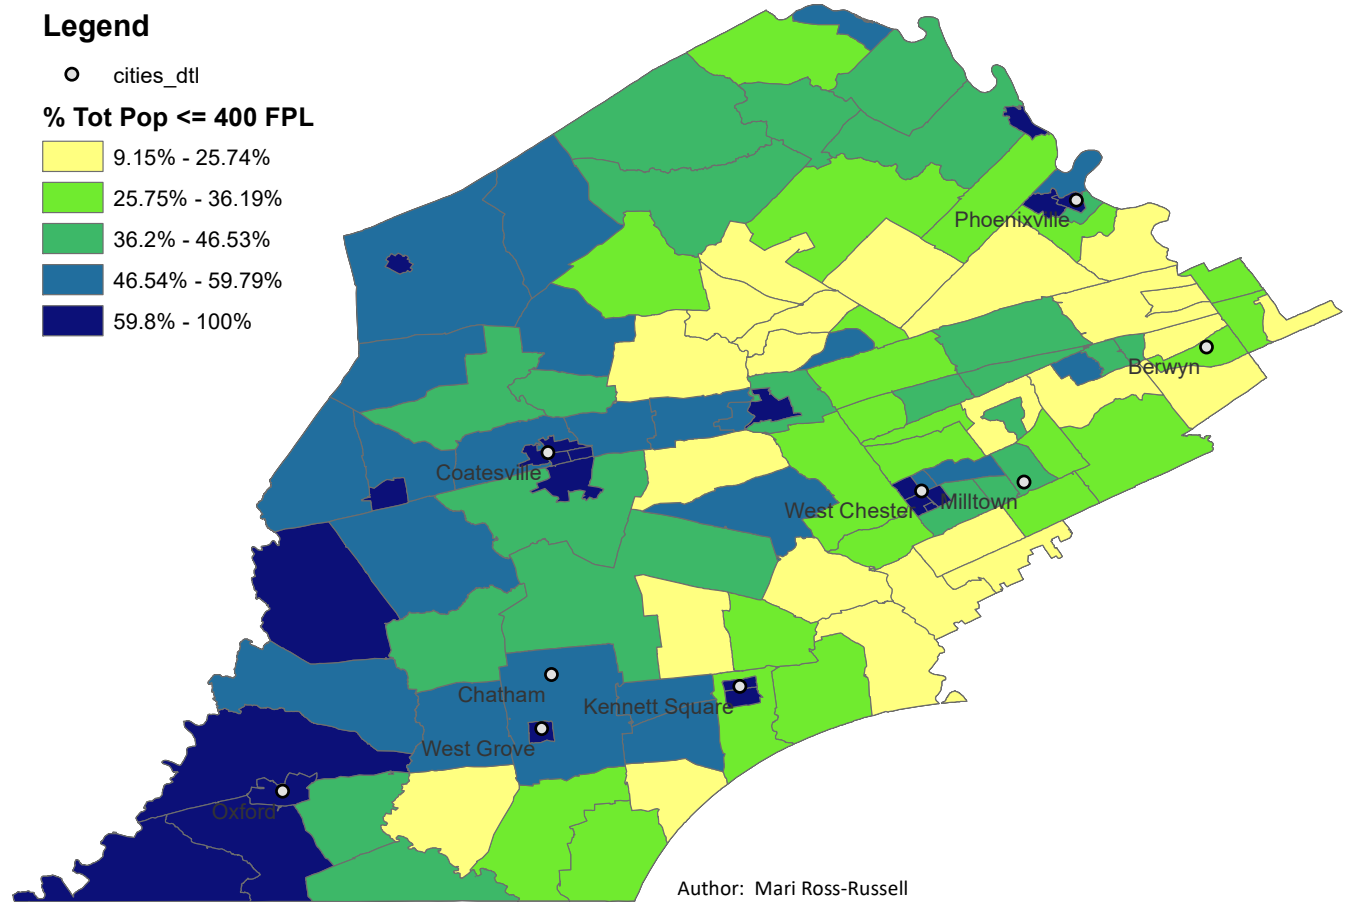 Legend
cities_dtl
% Tot Pop <= 400 FPL
9.15% - 25.74%
25.75% - 36.19%
36.2% - 46.53%
46.54% - 59.79%
59.8% - 100%
Phoenixville
Berwyn
Coatesville
West Chester
Milltown
Chatham
Kennett Square
West Grove
Oxford
Author: Mari Ross-Russell